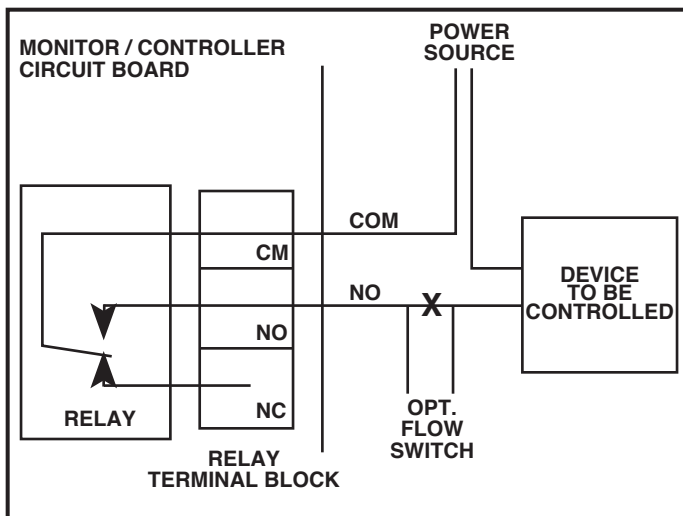 MONITOR / CONTROLLER
CIRCUIT BOARD
POWER
SOURCE
COM
CM
NO
X
NO
NC
RELAY
RELAY
TERMINAL BLOCK
OPT.
FLOW
SWITCH
DEVICE
TO BE
CONTROLLED